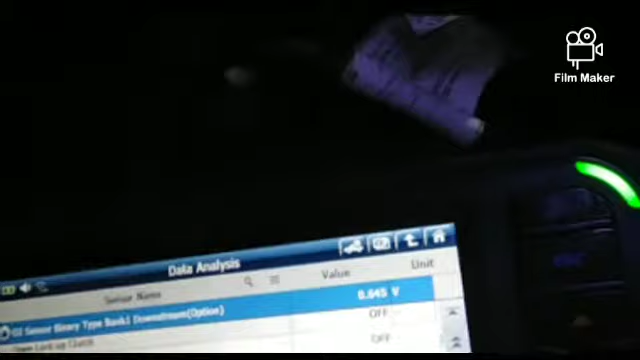 Film Maker
Data Analysis
Sensor Name Value Unit
O2 Sensor Binary Type Bank1 Downstream(Option) 0.645 V
OFF
OFF